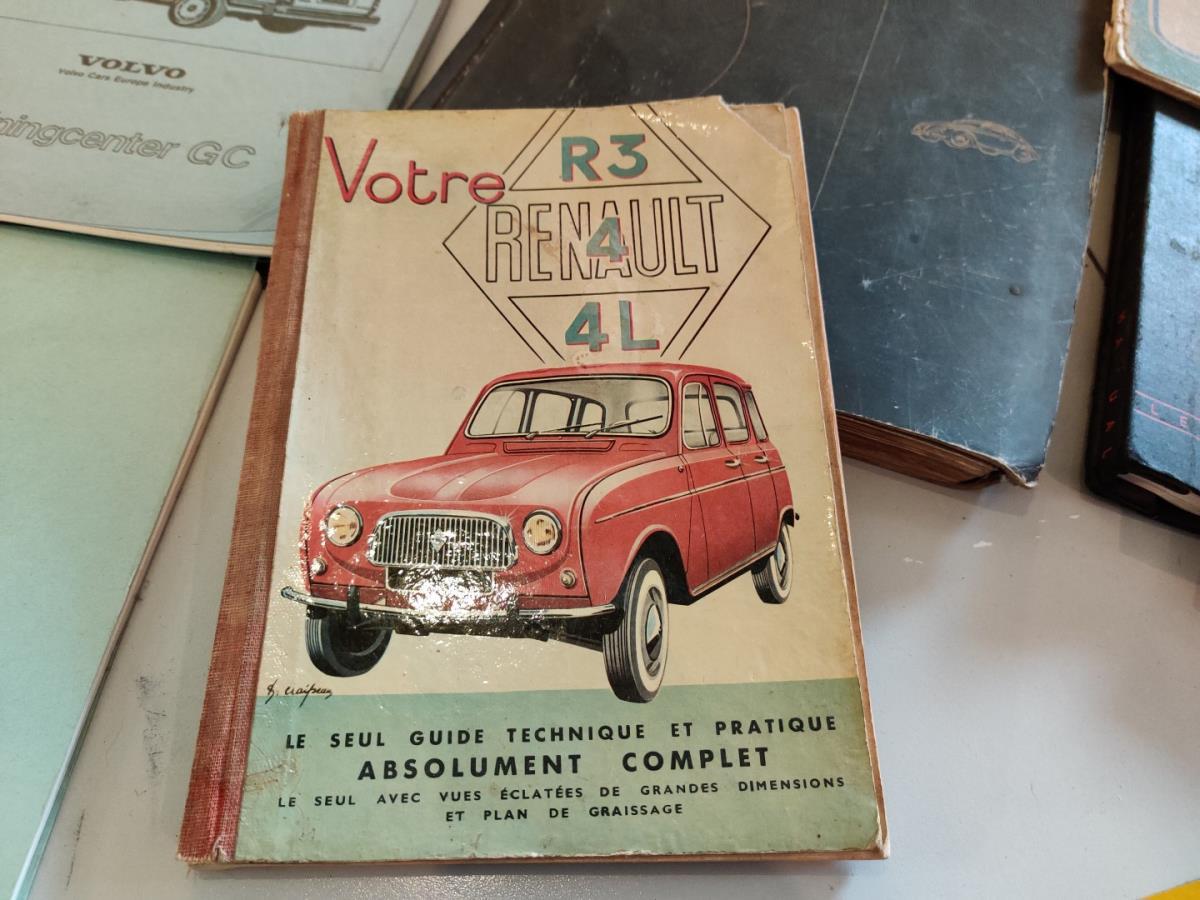 VOLVO
Volvo Cars Europe Industry
ningcenter GC
Votre
R3
RENAULT
4
4L
LE SEUL GUIDE TECHNIQUE ET PRATIQUE
ABSOLUMENT COMPLET
LE SEUL AVEC VUES ÉCLATÉES DE GRANDES DIMENSIONS
ET PLAN DE GRAISSAGE